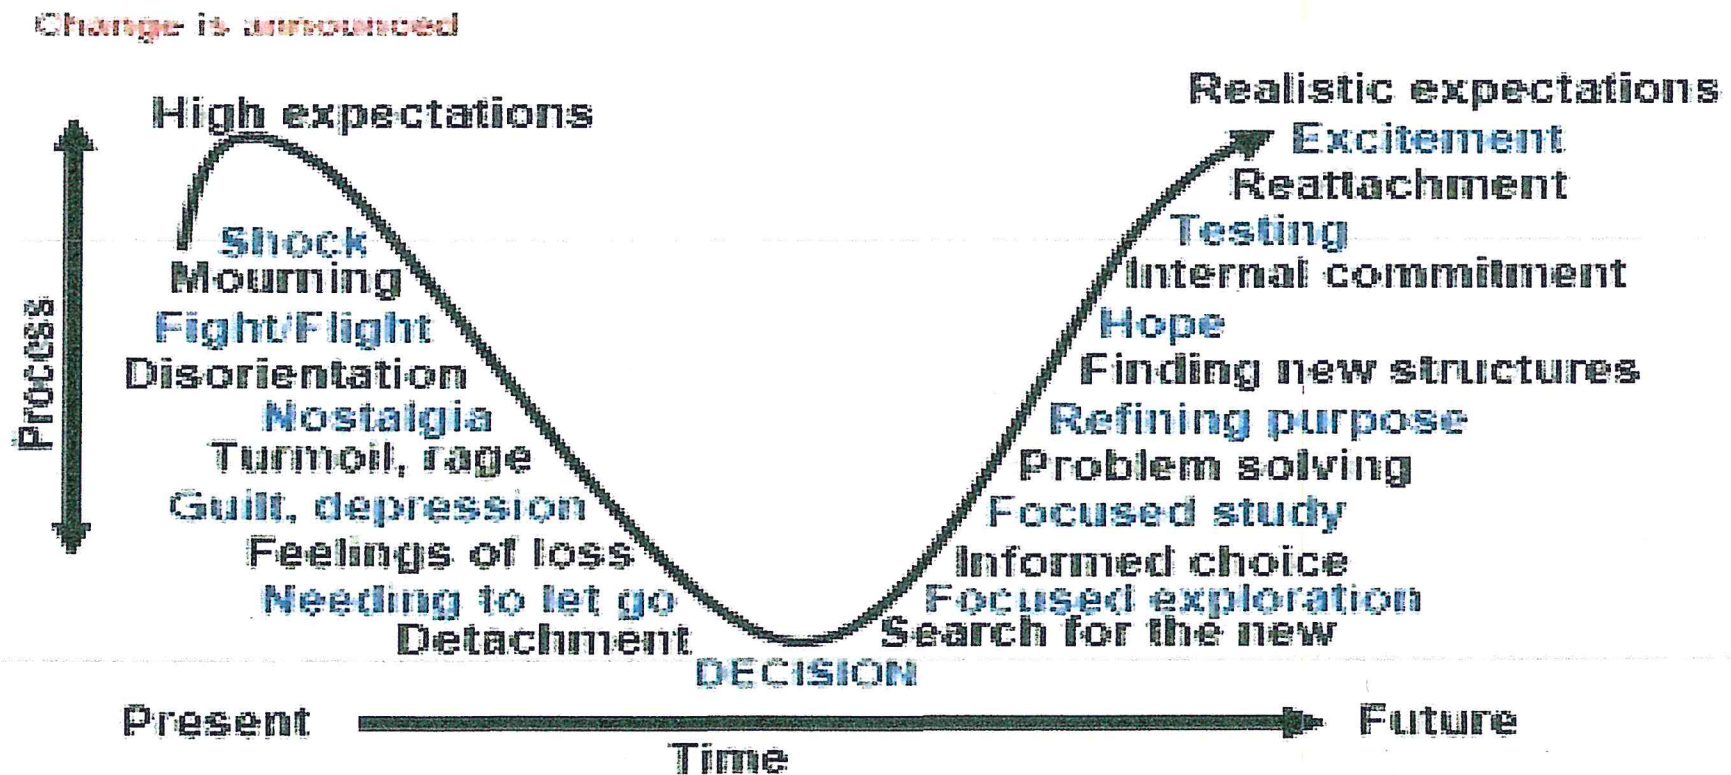 Change is announced
High expectations
Shock
Mourning
Fight/Flight
Disorientation
Nostalgia
Turmoil, rage
Guilt, depression
Feelings of loss
Needing to let go
Detachment
DECISION
Search for the new
Focused exploration
Informed choice
Focused study
Problem solving
Refining purpose
Finding new structures
Hope
Internal commitment
Testing
Reattachment
Excitement
Realistic expectations
Process
Present
Time
Future